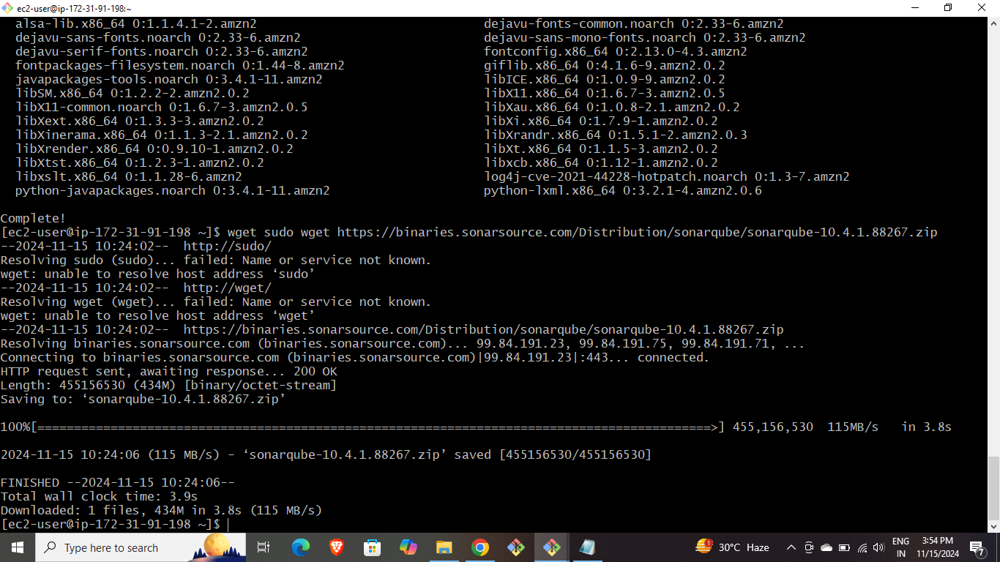 ec2-user@ip-172-31-91-198:~
alsa-lib.x86_64 0:1.1.4.1-2.amzn2 dejavu-fonts-common.noarch 0:2.33-6.amzn2
dejavu-sans-fonts.noarch 0:2.33-6.amzn2 dejavu-sans-mono-fonts.noarch 0:2.33-6.amzn2
dejavu-serif-fonts.noarch 0:2.33-6.amzn2 fontconfig.x86_64 0:2.13.0-4.3.amzn2
fontpackages-filesystem.noarch 0:1.44-8.amzn2 giflib.x86_64 0:4.1.6-9.amzn2.0.2
javapackages-tools.noarch 0:3.4.1-11.amzn2 libICE.x86_64 0:1.0.9-9.amzn2.0.2
libSM.x86_64 0:1.2.2-2.amzn2.0.2 libX11.x86_64 0:1.6.7-3.amzn2.0.5
libX11-common.noarch 0:1.6.7-3.amzn2.0.5 libXau.x86_64 0:1.0.8-2.1.amzn2.0.2
libXext.x86_64 0:1.3.3-3.amzn2.0.2 libXi.x86_64 0:1.7.9-1.amzn2.0.2
libXinerama.x86_64 0:1.1.3-2.1.amzn2.0.2 libXrandr.x86_64 0:1.5.1-2.amzn2.0.3
libXrender.x86_64 0:0.9.10-1.amzn2.0.2 libXt.x86_64 0:1.1.5-3.amzn2.0.2
libXtst.x86_64 0:1.2.3-1.amzn2.0.2 libxcb.x86_64 0:1.12-1.amzn2.0.2
libxslt.x86_64 0:1.1.28-6.amzn2 log4j-cve-2021-44228-hotpatch.noarch 0:1.3-7.amzn2
python-javapackages.noarch 0:3.4.1-11.amzn2 python-lxml.x86_64 0:3.2.1-4.amzn2.0.6
Complete!
[ec2-user@ip-172-31-91-198 ~]$ wget sudo wget https://binaries.sonarsource.com/Distribution/sonarqube/sonarqube-10.4.1.88267.zip
--2024-11-15 10:24:02-- http://sudo/
Resolving sudo (sudo)... failed: Name or service not known.
wget: unable to resolve host address ‘sudo’
--2024-11-15 10:24:02-- http://wget/
Resolving wget (wget)... failed: Name or service not known.
wget: unable to resolve host address ‘wget’
--2024-11-15 10:24:02-- https://binaries.sonarsource.com/Distribution/sonarqube/sonarqube-10.4.1.88267.zip
Resolving binaries.sonarsource.com (binaries.sonarsource.com)... 99.84.191.23, 99.84.191.75, 99.84.191.71, ...
Connecting to binaries.sonarsource.com (binaries.sonarsource.com)|99.84.191.23|:443... connected.
HTTP request sent, awaiting response... 200 OK
Length: 455156530 (434M) [binary/octet-stream]
Saving to: ‘sonarqube-10.4.1.88267.zip’
100%[============================================================================================>] 455,156,530 115MB/s in 3.8s
2024-11-15 10:24:06 (115 MB/s) - ‘sonarqube-10.4.1.88267.zip’ saved [455156530/455156530]
FINISHED --2024-11-15 10:24:06--
Total wall clock time: 3.9s
Downloaded: 1 files, 434M in 3.8s (115 MB/s)
[ec2-user@ip-172-31-91-198 ~]$
Type here to search
1
30°C Haze
ENG
IN
3:54 PM
11/15/2024
7